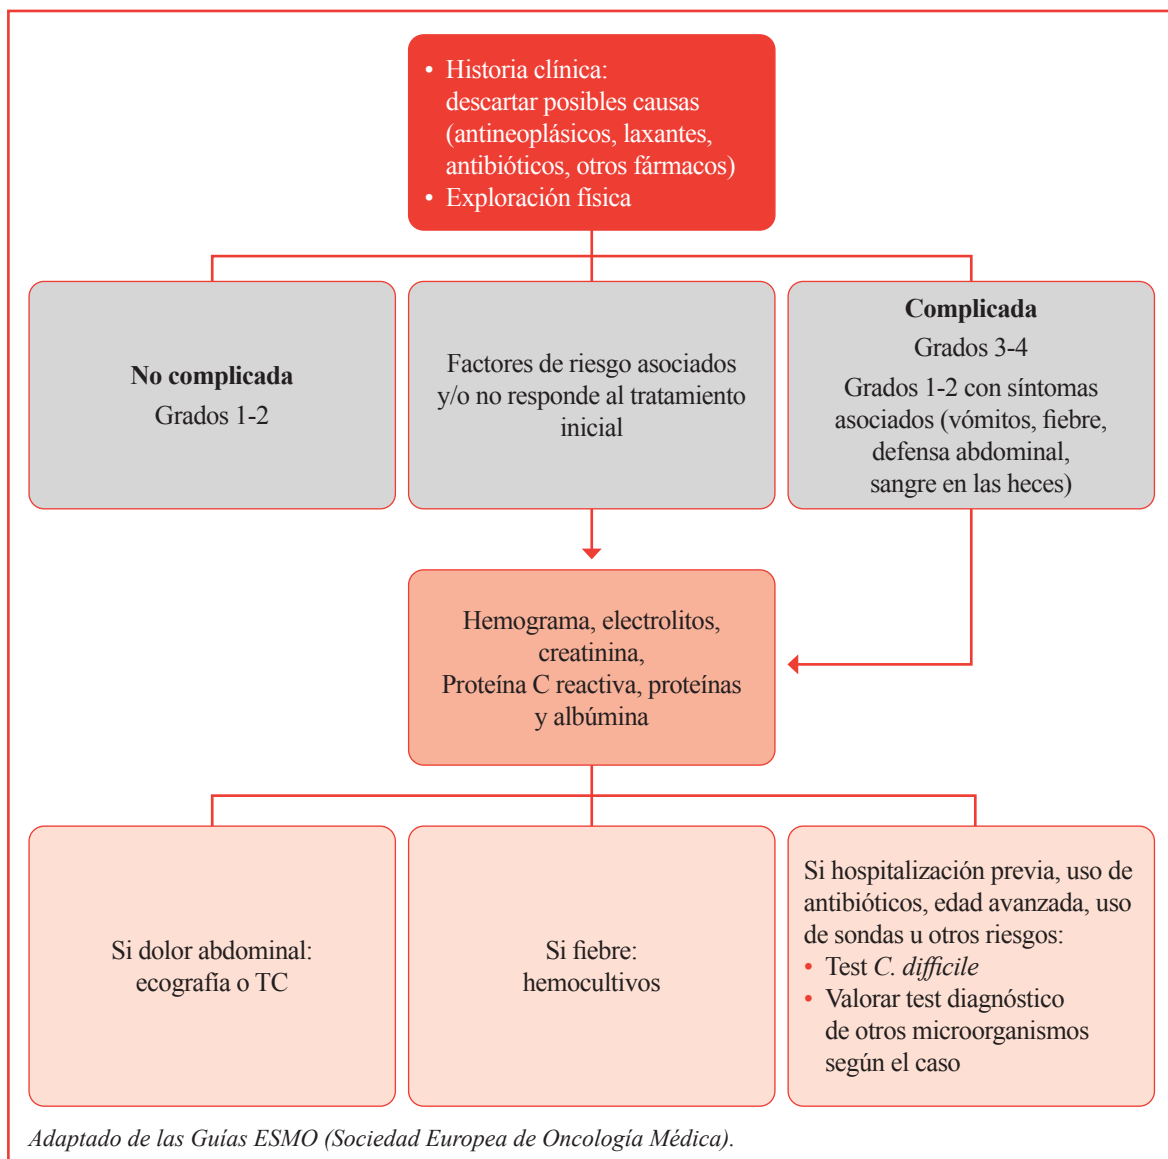 • Historia clínica:
descartar posibles causas
(antineoplásicos, laxantes,
antibióticos, otros fármacos)
• Exploración física
No complicada
Grados 1-2
Factores de riesgo asociados
y/o no responde al tratamiento
inicial
Complicada
Grados 3-4
Grados 1-2 con síntomas
asociados (vómitos, fiebre,
defensa abdominal,
sangre en las heces)
Hemograma, electrolitos,
creatinina,
Proteína C reactiva, proteínas
y albúmina
Si dolor abdominal:
ecografía o TC
Si fiebre:
hemocultivos
Si hospitalización previa, uso de
antibióticos, edad avanzada, uso
de sondas u otros riesgos:
• Test C. difficile
• Valorar test diagnóstico
de otros microorganismos
según el caso
Adaptado de las Guías ESMO (Sociedad Europea de Oncología Médica).